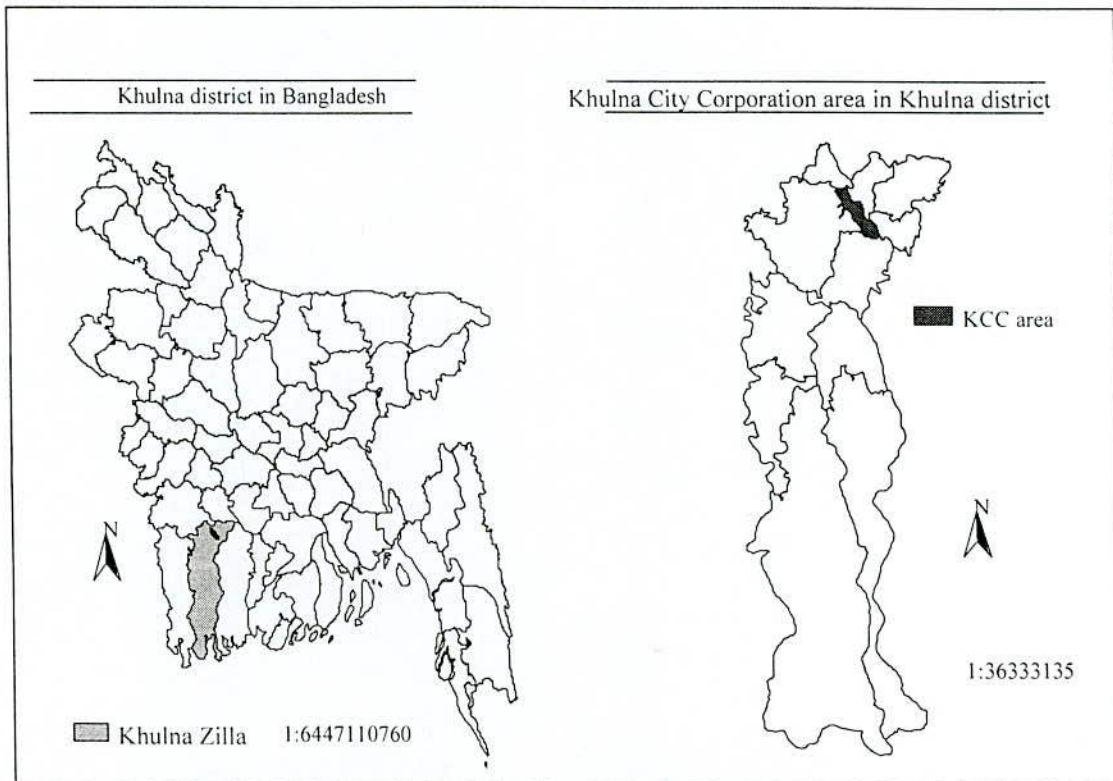 Khulna district in Bangladesh
Khulna City Corporation area in Khulna district
KCC area
N
N
1:36333135
Khulna Zilla 1:6447110760